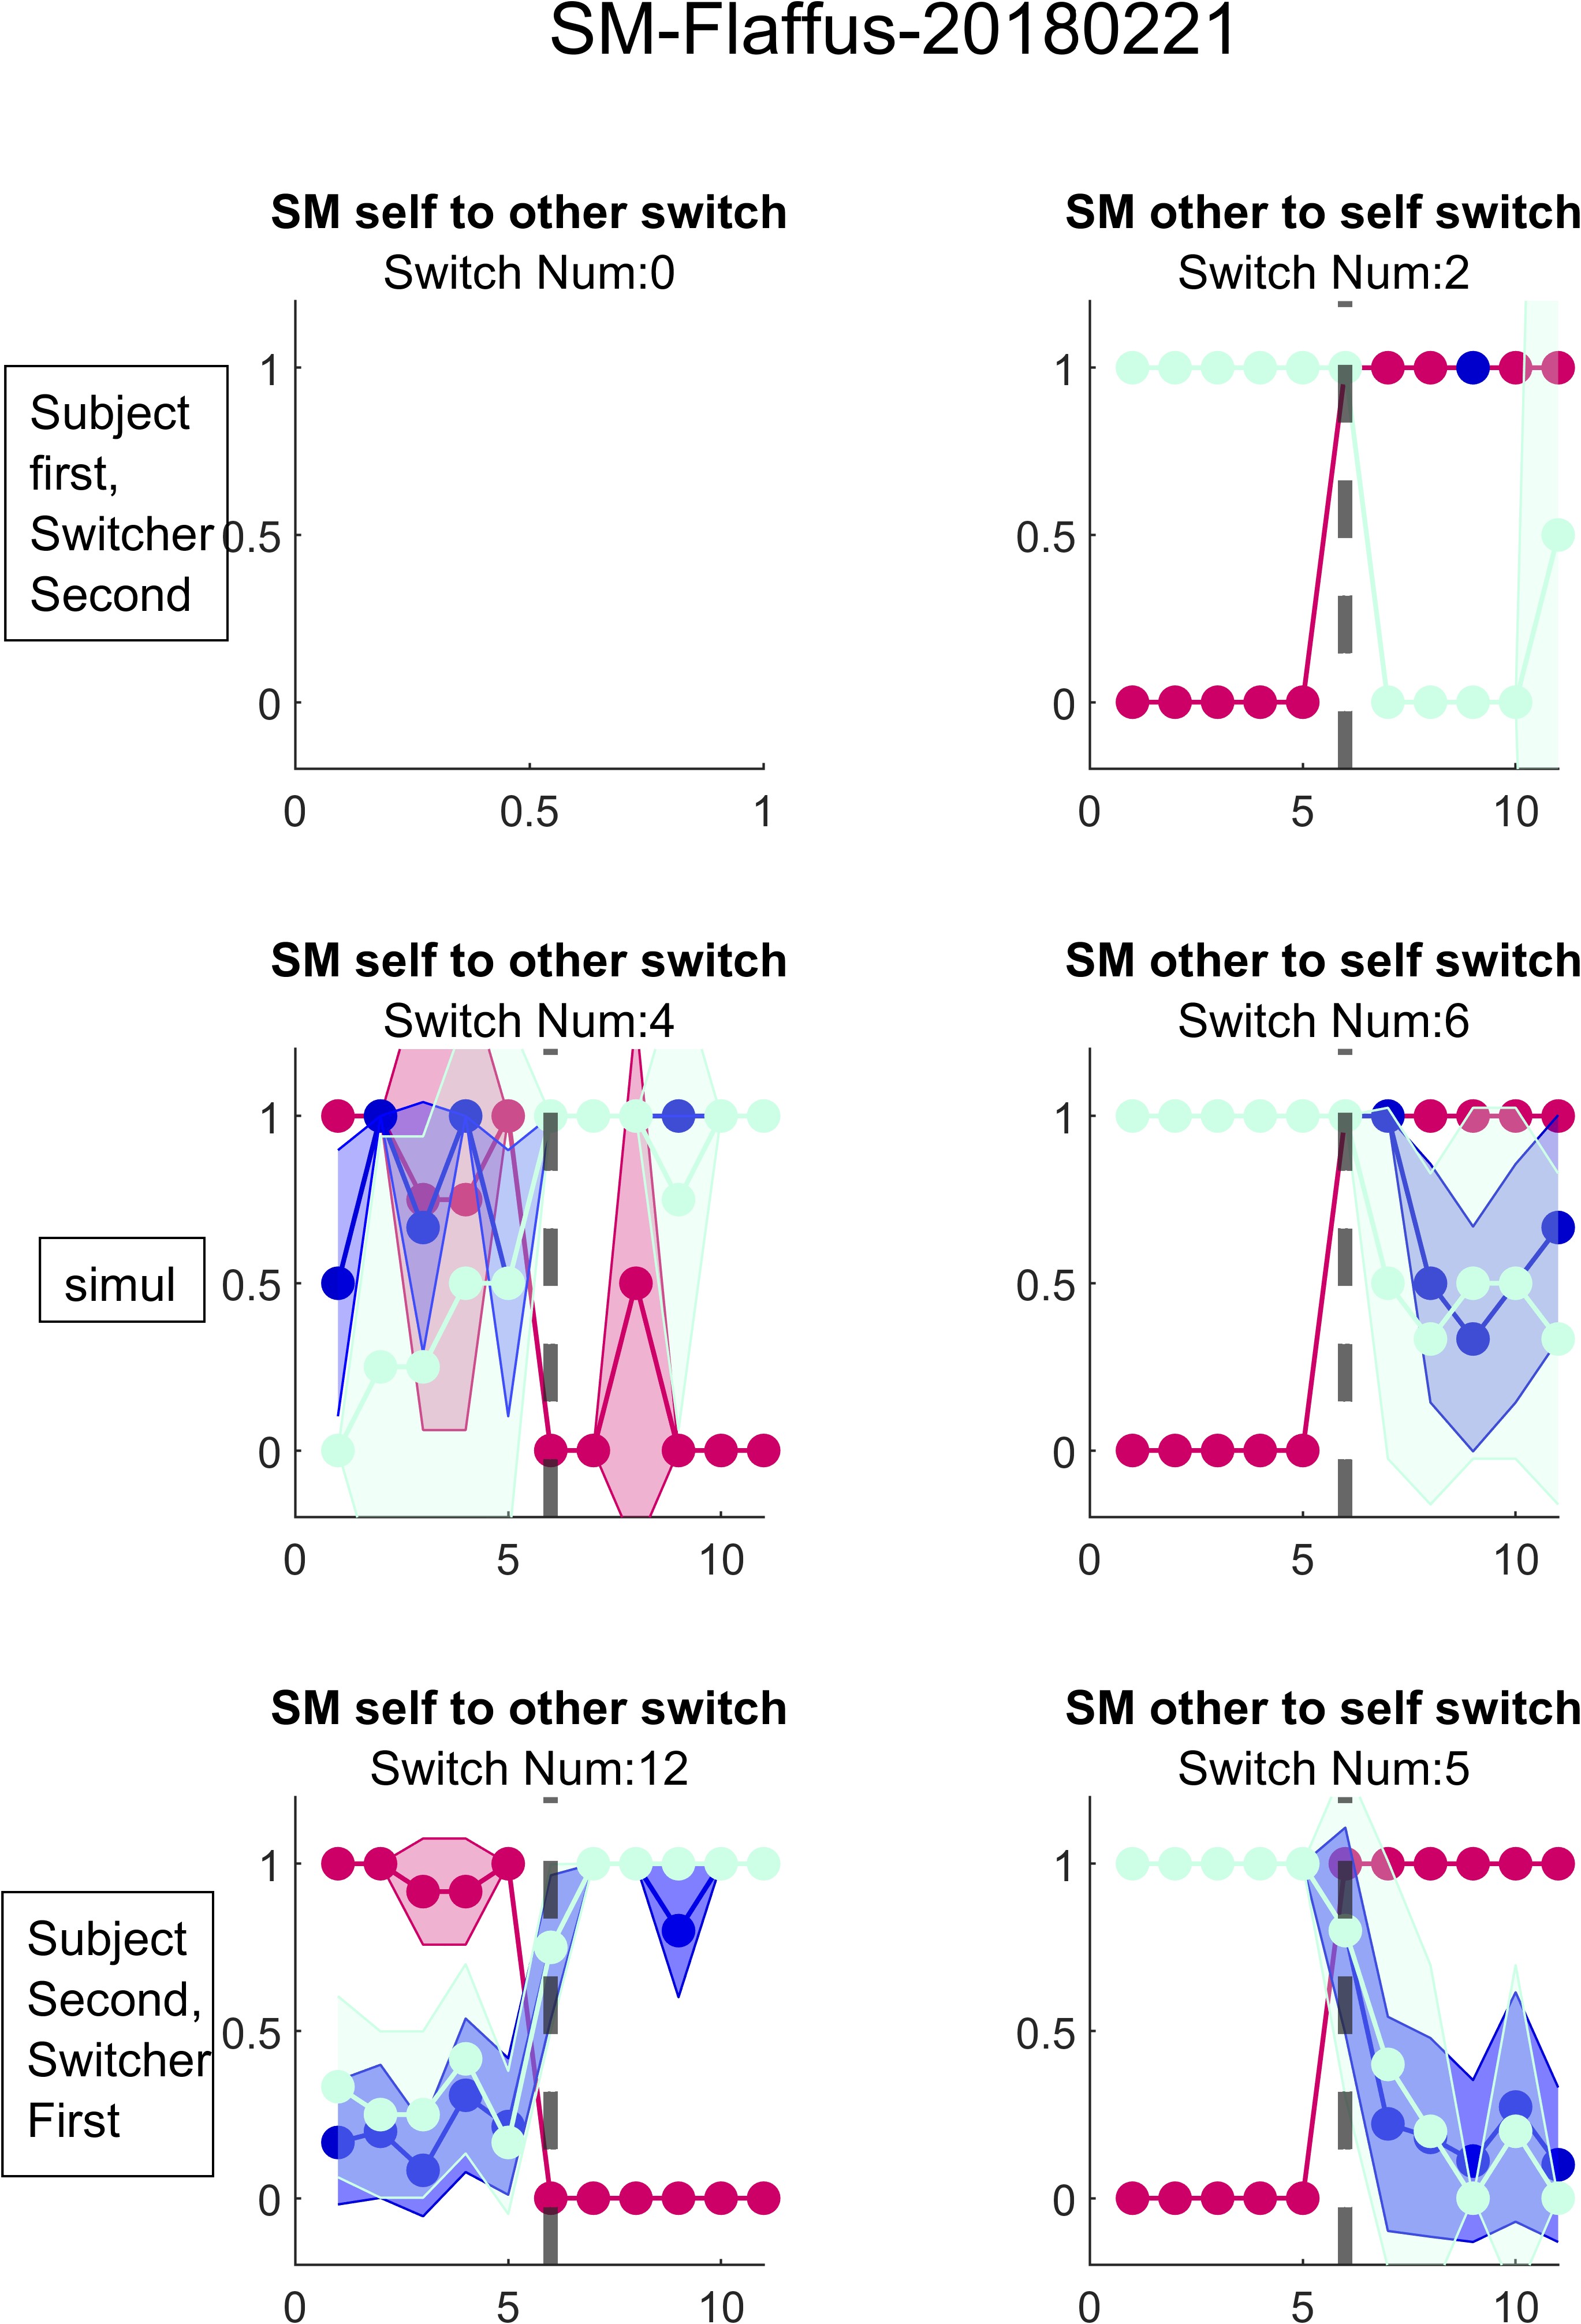 SM-Flaffus-20180221
SM self to other switch
Switch Num:0
SM other to self switch
Switch Num:2
Subject
first,
Switcher
Second
1
0.5
0
0
0.5
1
1
0.5
0
0
5
10
SM self to other switch
Switch Num:4
SM other to self switch
Switch Num:6
simul
1
0.5
0
0
5
10
1
0.5
0
0
5
10
SM self to other switch
Switch Num:12
SM other to self switch
Switch Num:5
Subject
Second,
Switcher
First
1
0.5
0
0
5
10
1
0.5
0
0
5
10